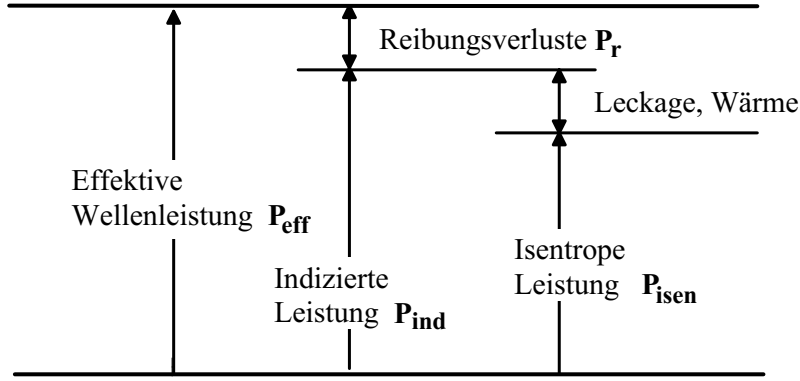 Reibungsverluste Pr
Leckage, Wärme
Effektive
Wellenleistung Peff
Isentrope
Leistung Pisen
Indizierte
Leistung Pind